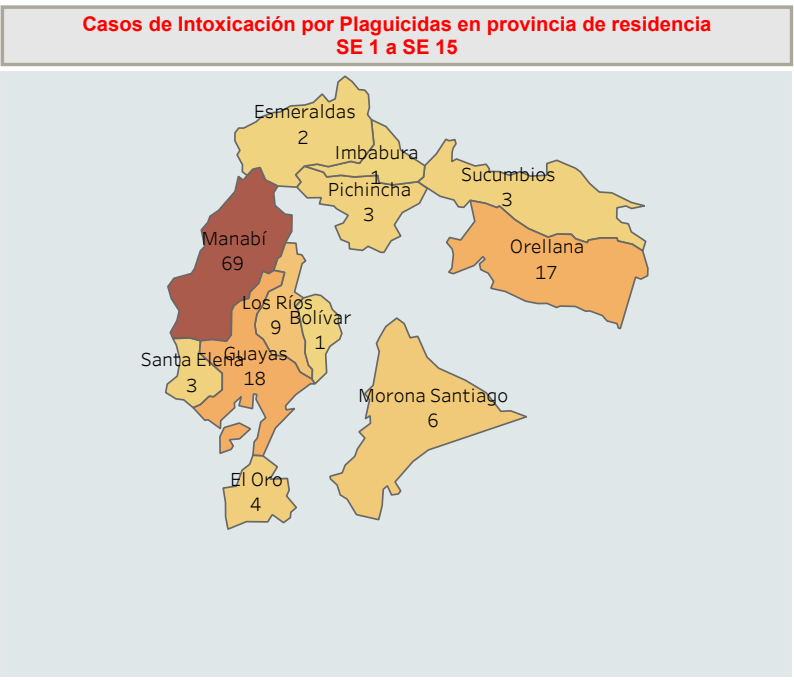 Casos de Intoxicación por Plaguicidas en provincia de residencia
SE 1 a SE 15
Esmeraldas
2
Imbabura
1
Pichincha
3
Sucumbios
3
Manabí
69
Orellana
17
Los Ríos
9
Bolívar
1
Santa Elena
3
Guayas
18
Morona Santiago
6
El Oro
4